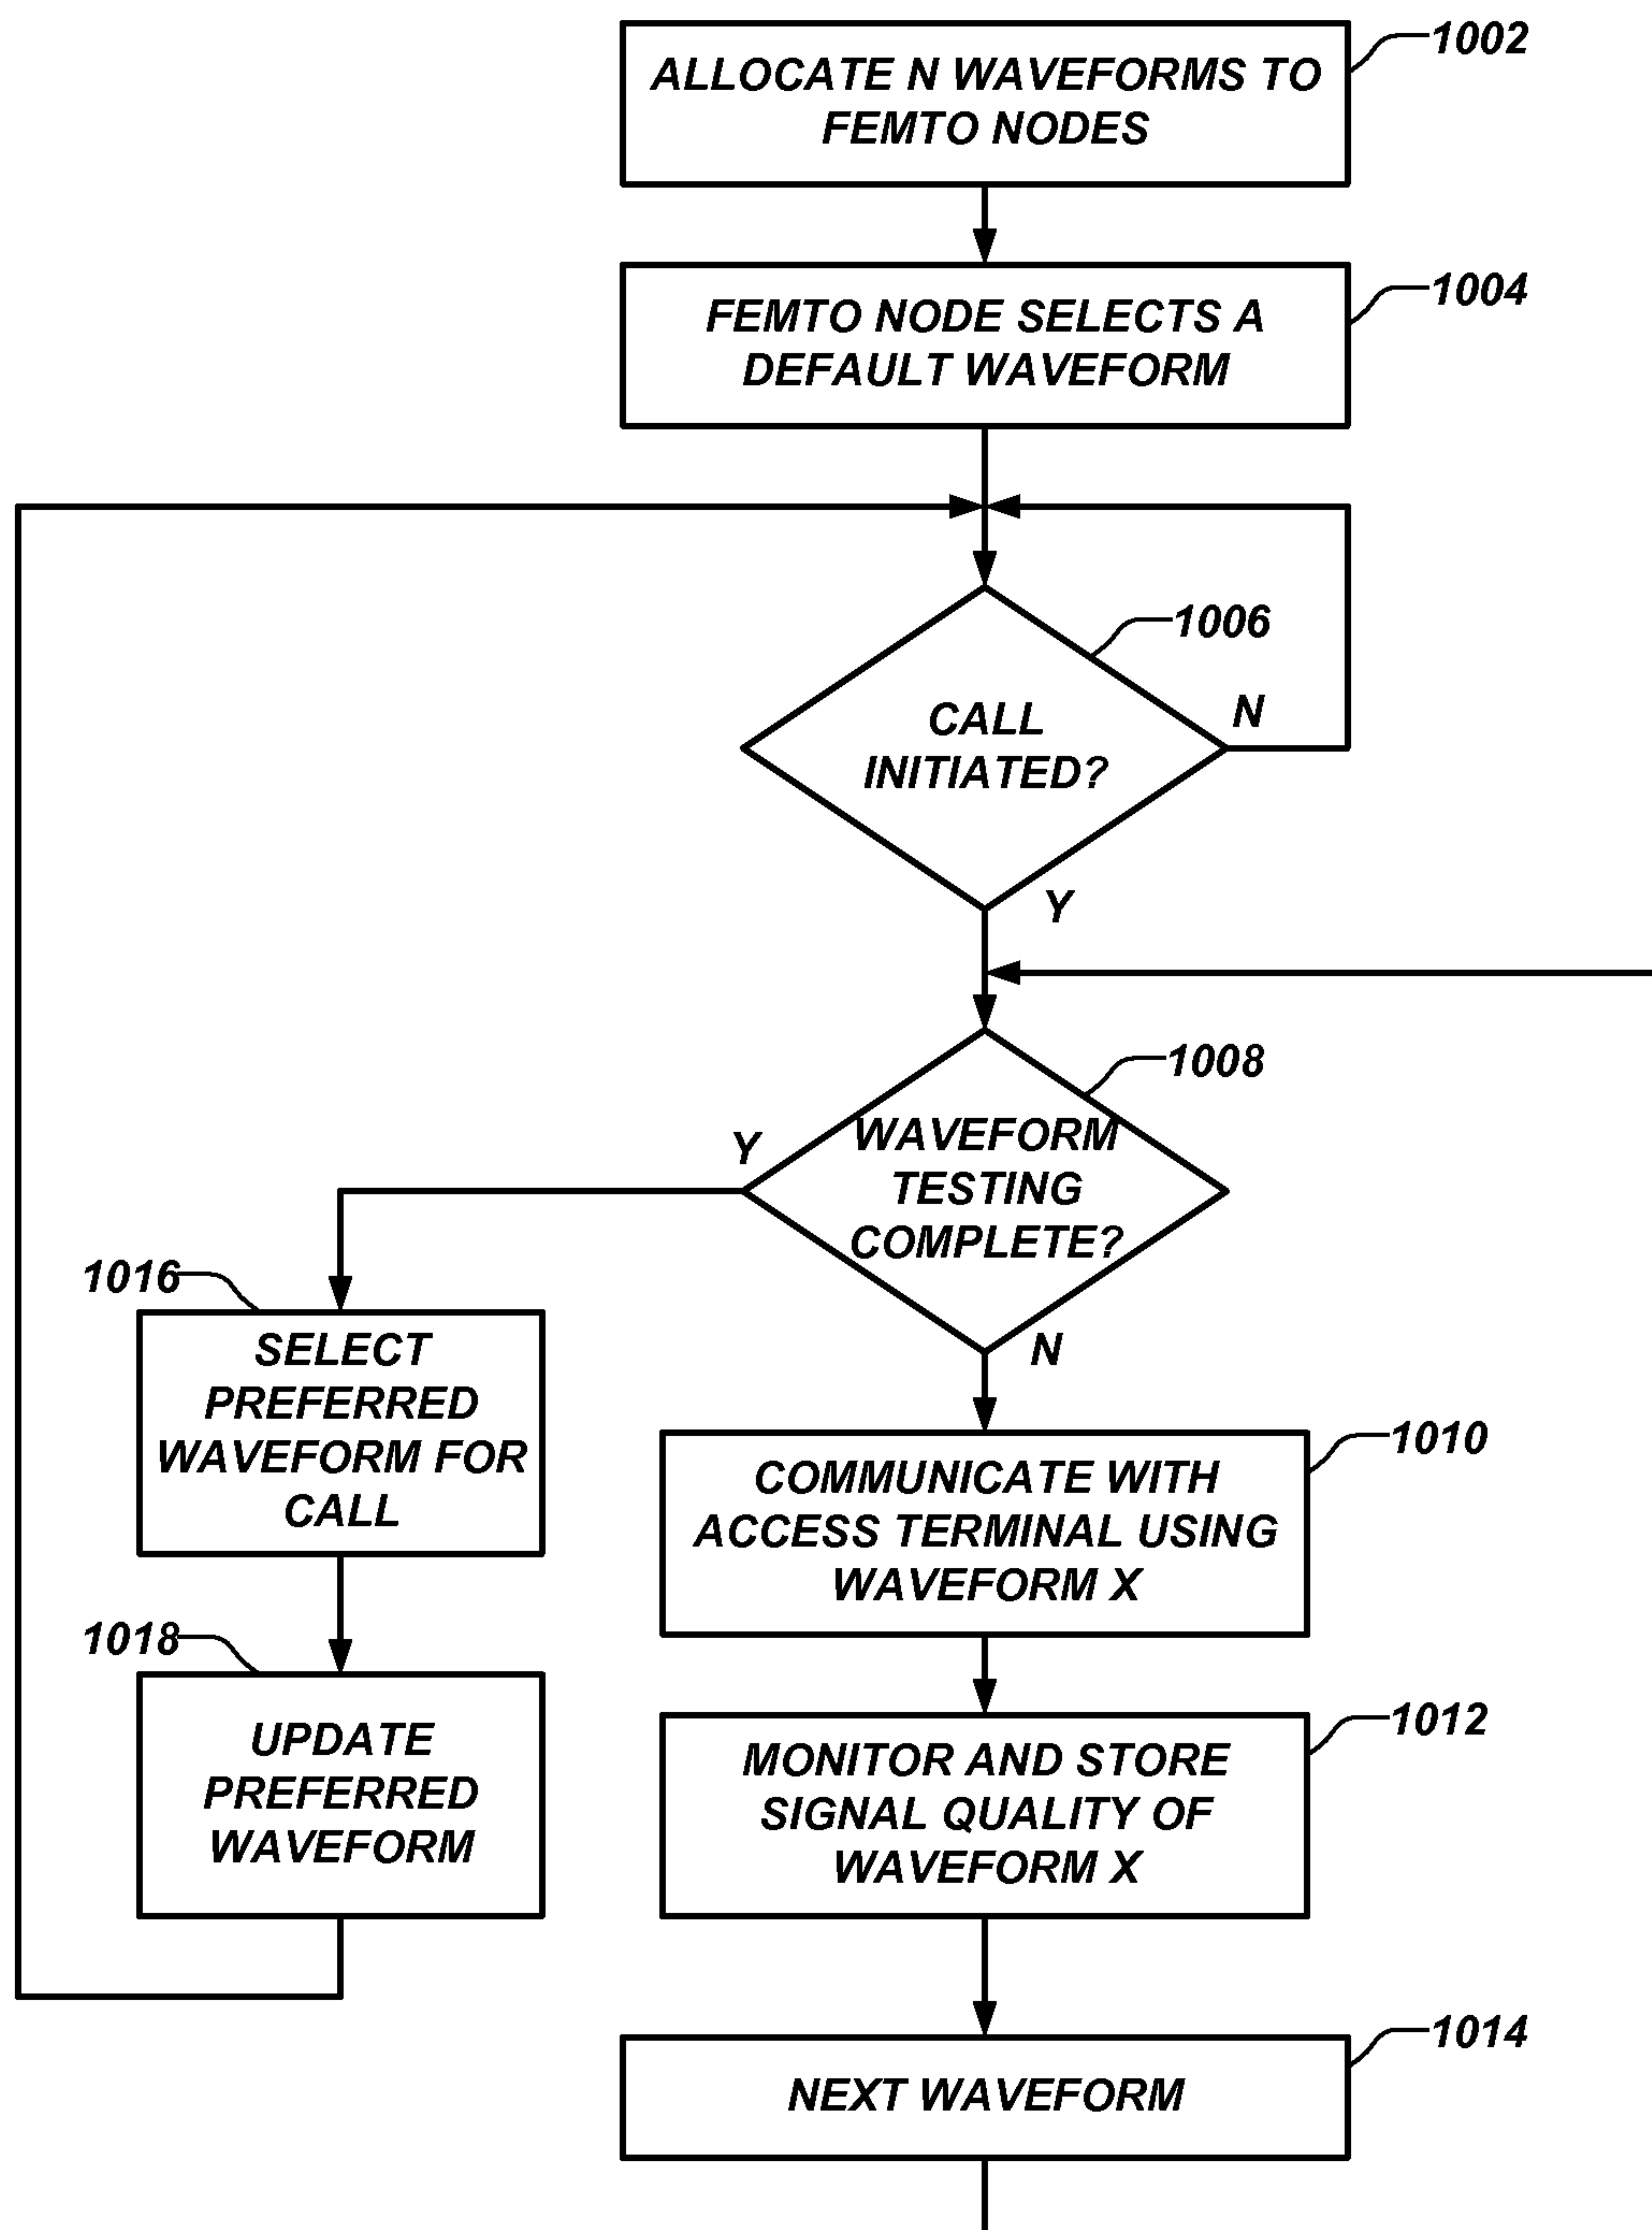 1002
ALLOCATE N WAVEFORMS TO
FEMTO NODES
1004
FEMTO NODE SELECTS A
DEFAULT WAVEFORM
1006
CALL
INITIATED?
N
Y
1008
WAVEFORM
TESTING
COMPLETE?
Y
N
1016
SELECT
PREFERRED
WAVEFORM FOR
CALL
1010
COMMUNICATE WITH
ACCESS TERMINAL USING
WAVEFORM X
1018
UPDATE
PREFERRED
WAVEFORM
1012
MONITOR AND STORE
SIGNAL QUALITY OF
WAVEFORM X
1014
NEXT WAVEFORM